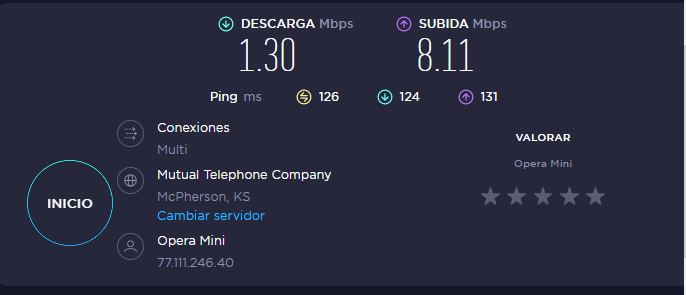 DESCARGA Mbps
1.30
SUBIDA Mbps
8.11
Ping ms 126 124 131
Conexiones
Multi
Mutual Telephone Company
McPherson, KS
Cambiar servidor
Opera Mini
77.111.246.40
INICIO
VALORAR
Opera Mini